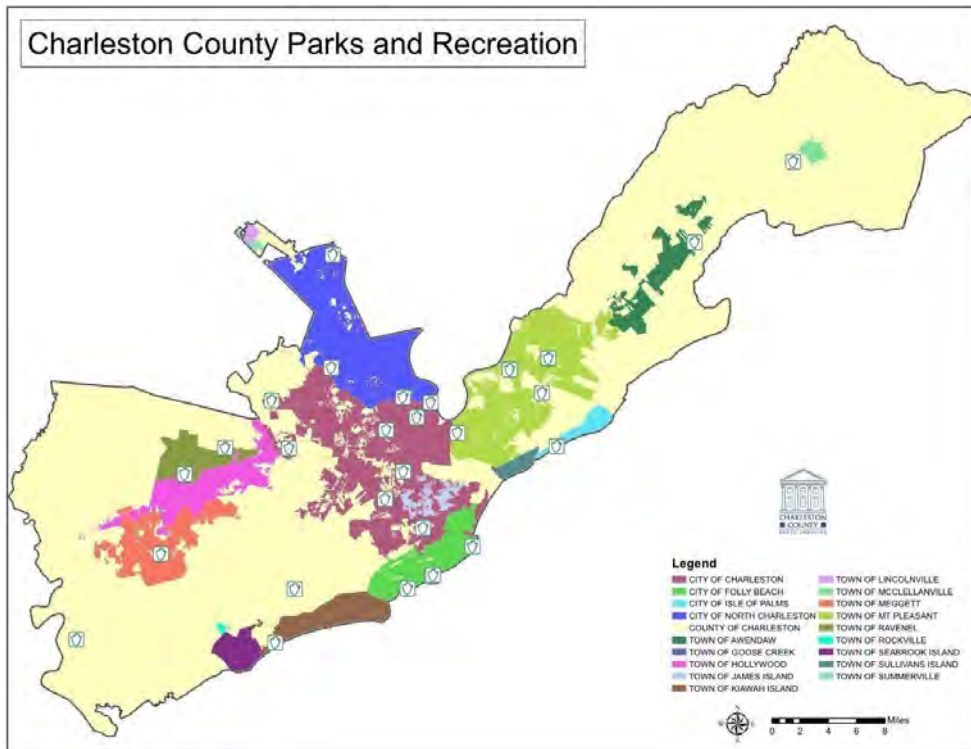 Charleston County Parks and Recreation
CHARLESTON
COUNTY
SOUTH CAROLINA
Legend
CITY OF CHARLESTON
CITY OF FOLLY BEACH
CITY OF ISLE OF PALMS
CITY OF NORTH CHARLESTON
COUNTY OF CHARLESTON
TOWN OF AWENDAW
TOWN OF GOOSE CREEK
TOWN OF HOLLYWOOD
TOWN OF JAMES ISLAND
TOWN OF KIAWAH ISLAND
TOWN OF LINCOLNVILLE
TOWN OF MCCLELLANVILLE
TOWN OF MEGGETT
TOWN OF MT PLEASANT
TOWN OF RAVENEL
TOWN OF ROCKVILLE
TOWN OF SEABROOK ISLAND
TOWN OF SULLIVANS ISLAND
TOWN OF SUMMERVILLE
N
W E
S
Miles
0 2 4 6 8